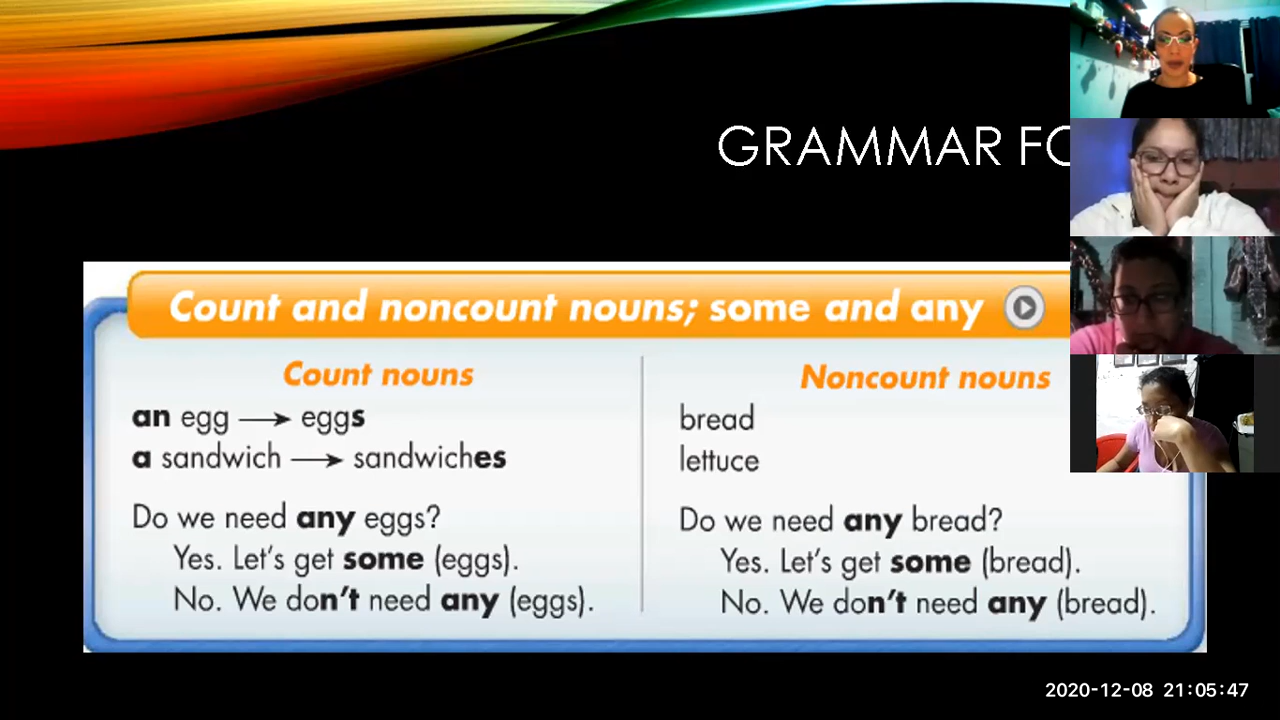 GRAMMAR
Count and noncount nouns; some and any
Count nouns
an egg → eggs
a sandwich → sandwiches
Do we need any eggs?
Yes. Let's get some (eggs).
No. We don't need any (eggs).
Noncount nouns
bread
lettuce
Do we need any bread?
Yes. Let's get some (bread).
No. We don't need any (bread).
2020-12-08 21:05:47